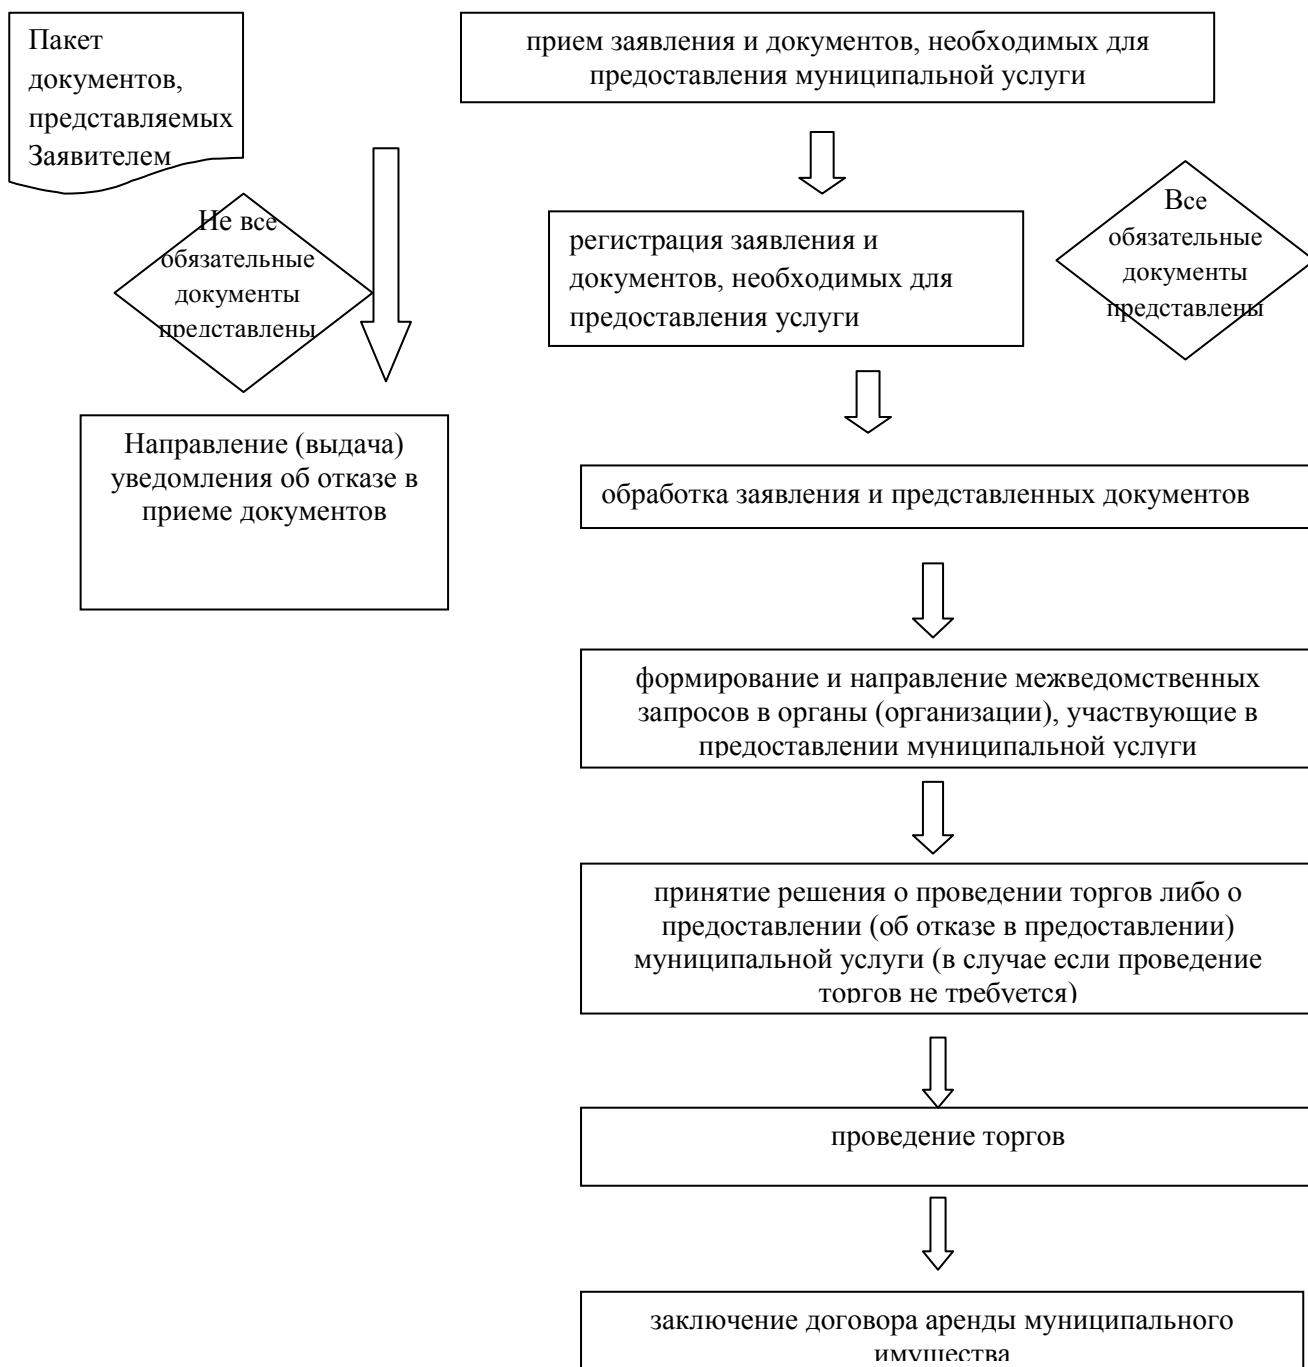 Пакет
документов,
представляемых
Заявителем
прием заявления и документов, необходимых для
предоставления муниципальной услуги
Не все
обязательные
документы
представлены
регистрация заявления и
документов, необходимых для
предоставления услуги
Все
обязательные
документы
представлены
Направление (выдача)
уведомления об отказе в
приеме документов
обработка заявления и представленных документов
формирование и направление межведомственных
запросов в органы (организации), участвующие в
предоставлении муниципальной услуги
принятие решения о проведении торгов либо о
предоставлении (об отказе в предоставлении)
муниципальной услуги (в случае если проведение
торгов не требуется)
проведение торгов
заключение договора аренды муниципального
имущества